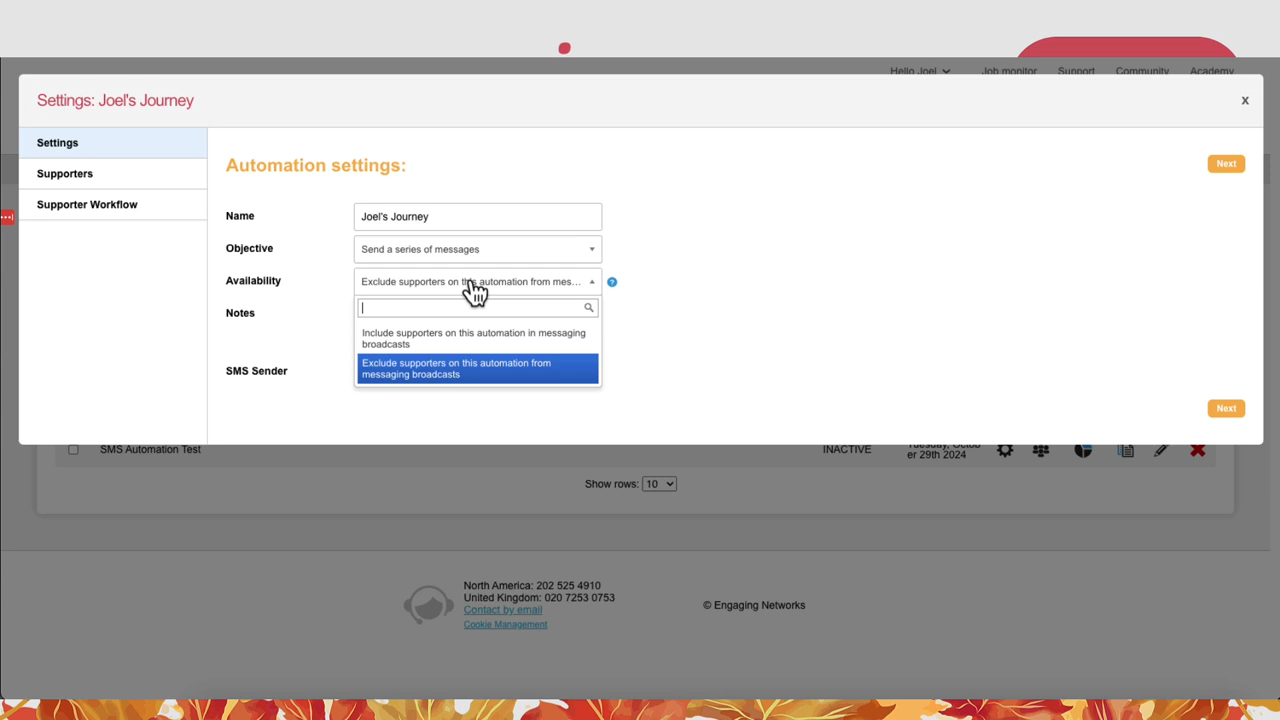 Hello Joel
Job monitor
Support
Community
Academy
Settings: Joel's Journey
X
Settings
Supporters
Supporter Workflow
Automation settings:
Next
Name
Joel's Journey
Objective
Send a series of messages
Availability
Exclude supporters on this automation from mes...
?
Notes
Include supporters on this automation in messaging
broadcasts
Exclude supporters on this automation from
messaging broadcasts
SMS Sender
Next
SMS Automation Test
INACTIVE
Tuesday, Octob
er 29th 2024
Show rows: 10
North America: 202 525 4910
United Kingdom: 020 7253 0753
Contact by email
Cookie Management
© Engaging Networks